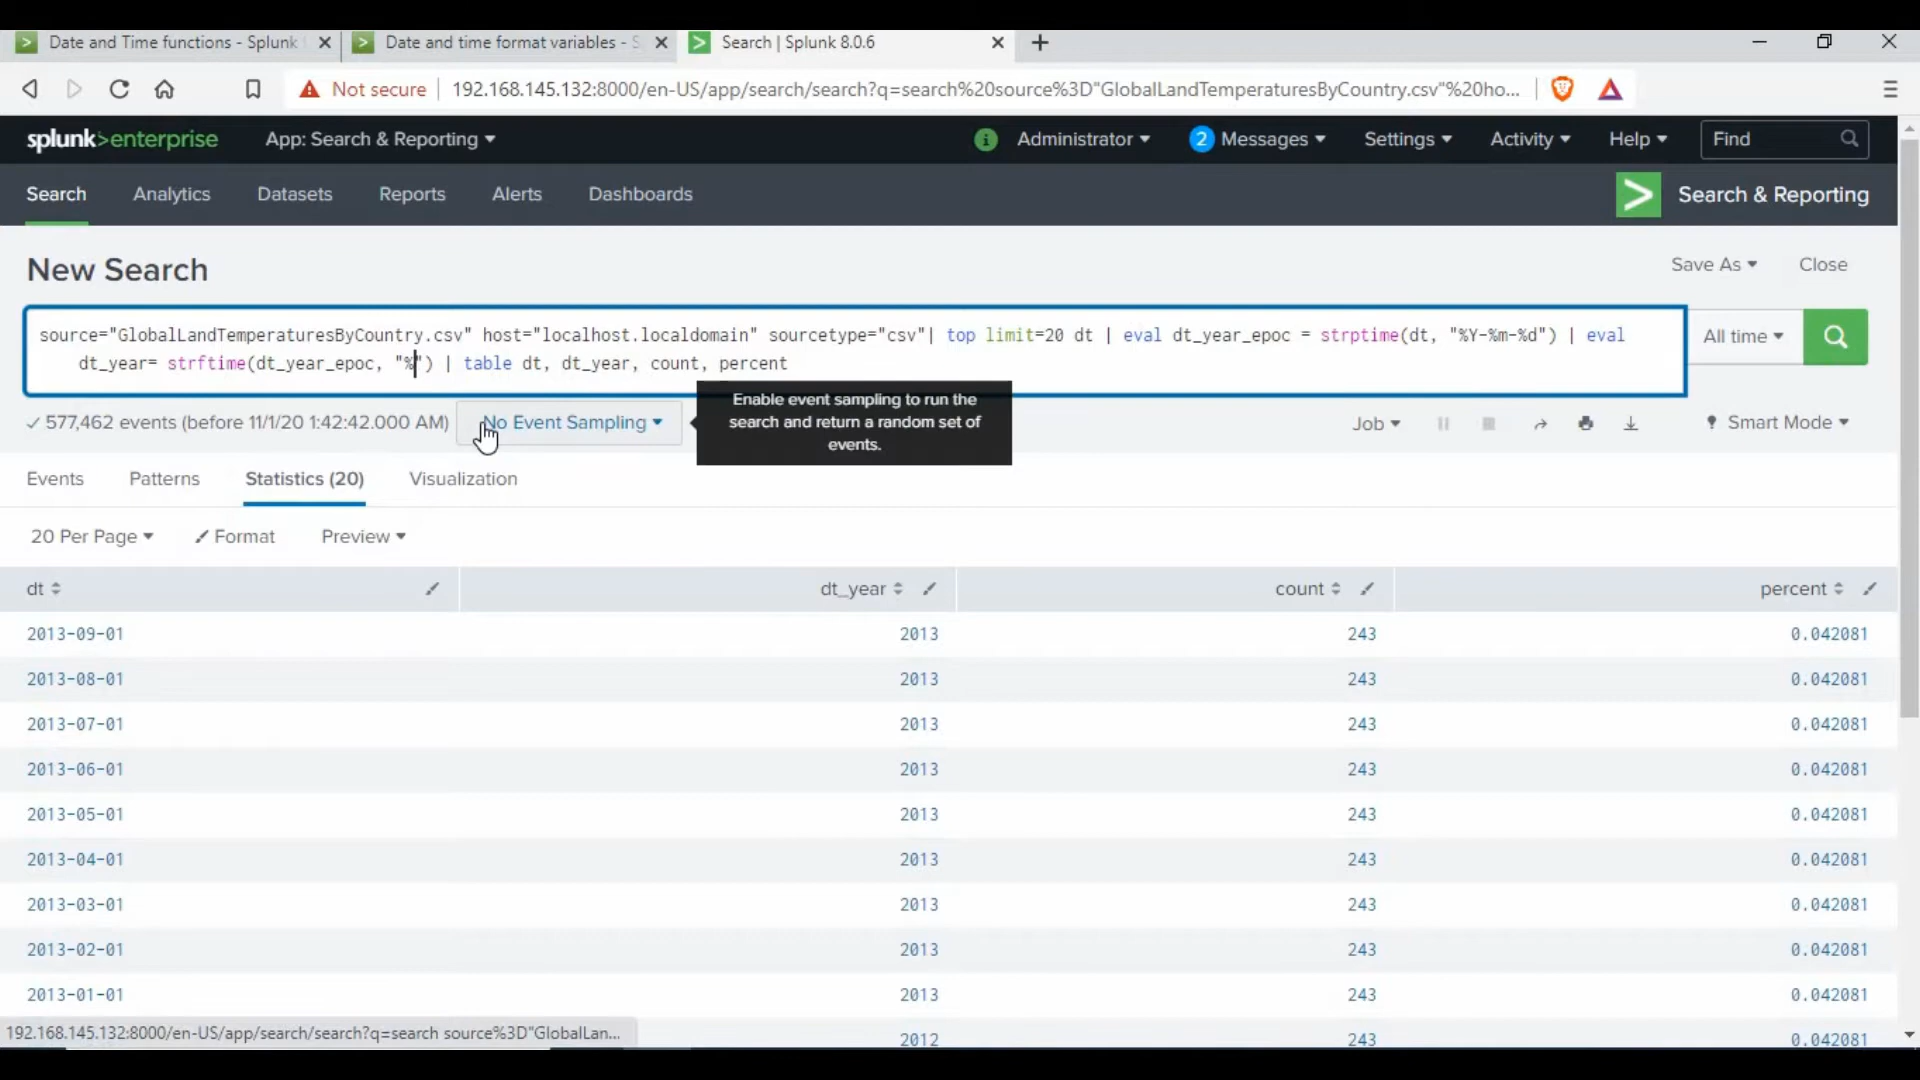 Date and Time functions - Splunk
Date and time format variables - S
Search | Splunk 8.0.6
Not secure
192.168.145.132:8000/en-US/app/search/search?q=search%20source%3D"GlobalLandTemperaturesByCountry.csv"%20ho...
splunk>enterprise
App: Search & Reporting
i
Administrator
2
Messages
Settings
Activity
Help
Find
Search
Analytics
Datasets
Reports
Alerts
Dashboards
Search & Reporting
New Search
Save As
Close
source="GlobalLandTemperaturesByCountry.csv" host="localhost.localdomain" sourcetype="csv"| top limit=20 dt | eval dt_year_epoc = strptime(dt, "%Y-%m-%d") | eval
dt_year= strftime(dt_year_epoc, "%") | table dt, dt_year, count, percent
All time
577,462 events (before 11/1/20 1:42:42.000 AM)
No Event Sampling
Enable event sampling to run the
search and return a random set of
events.
Job
Smart Mode
Events
Patterns
Statistics (20)
Visualization
20 Per Page
Format
Preview
dt dt_year count percent
2013-09-01 2013 243 0.042081
2013-08-01 2013 243 0.042081
2013-07-01 2013 243 0.042081
2013-06-01 2013 243 0.042081
2013-05-01 2013 243 0.042081
2013-04-01 2013 243 0.042081
2013-03-01 2013 243 0.042081
2013-02-01 2013 243 0.042081
2013-01-01 2013 243 0.042081
2012 243 0.042081
192.168.145.132:8000/en-US/app/search/search?q=search source%3D"GlobalLan...